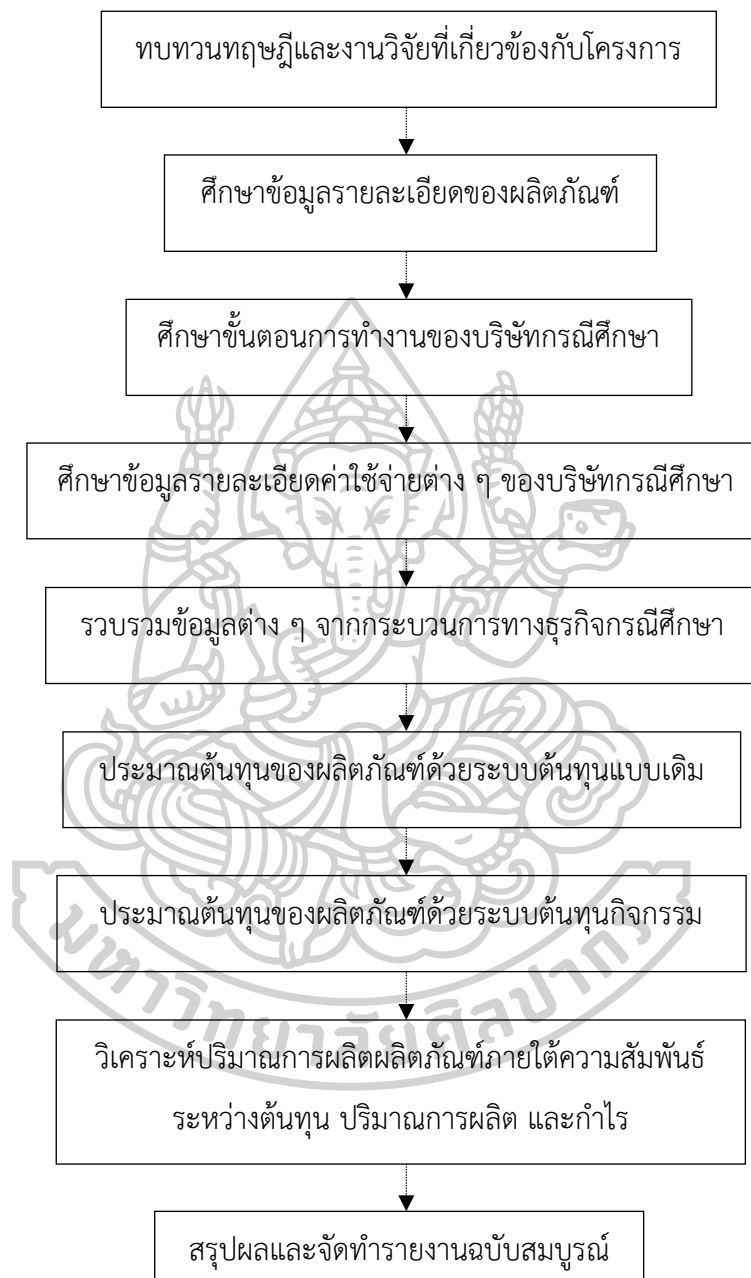 ทบทวนทฤษฎีและงานวิจัยที่เกี่ยวข้องกับโครงการ
ศึกษาข้อมูลรายละเอียดของผลิตภัณฑ์
ศึกษาขั้นตอนการทำงานของบริษัทกรณีศึกษา
ศึกษาข้อมูลรายละเอียดค่าใช้จ่ายต่าง ๆ ของบริษัทกรณีศึกษา
รวบรวมข้อมูลต่าง ๆ จากกระบวนการทางธุรกิจกรณีศึกษา
ประมาณต้นทุนของผลิตภัณฑ์ด้วยระบบต้นทุนแบบเดิม
ประมาณต้นทุนของผลิตภัณฑ์ด้วยระบบต้นทุนกิจกรรม
มหาวิทยาลัยศิลปากร
วิเคราะห์ปริมาณการผลิตผลิตภัณฑ์ภายใต้ความสัมพันธ์
ระหว่างต้นทุน ปริมาณการผลิต และกำไร
สรุปผลและจัดทำรายงานฉบับสมบูรณ์